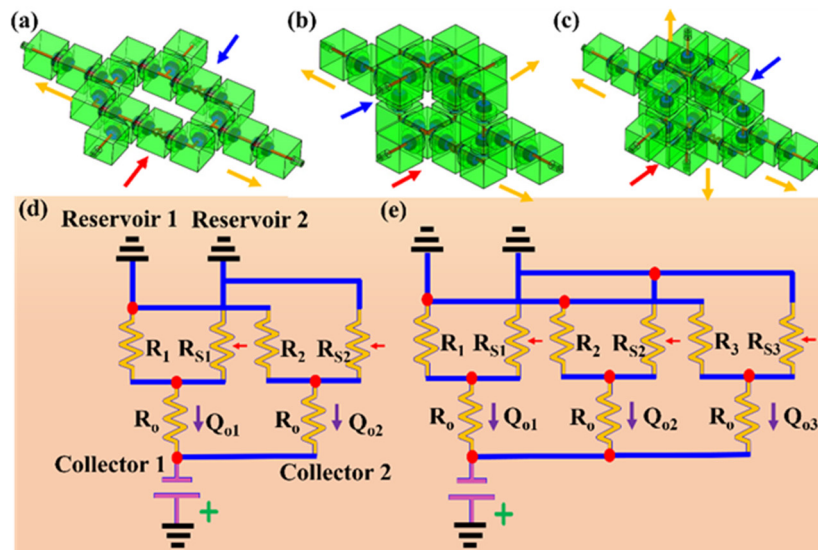 (a)
(b)
(c)
(d)
(e)
Reservoir 1 Reservoir 2
R1 RS1 R2 RS2
R1 RS1 R2 RS2 R3 RS3
Ro Qo1 Ro Qo2
Ro Qo1 Ro Qo2 Ro Qo3
Collector 1
Collector 2
+
+